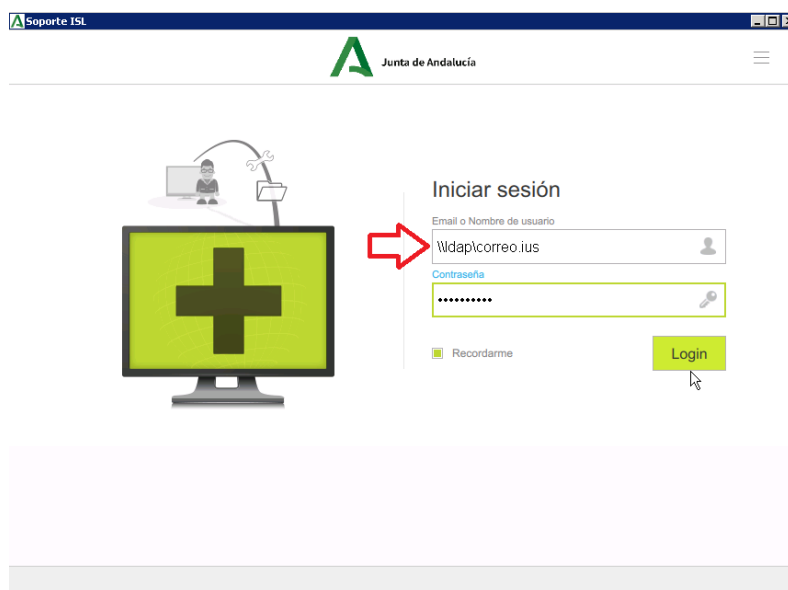 Soporte ISL
Junta de Andalucía
Iniciar sesión
Email o Nombre de usuario
\\ldap\correo.ius
Contraseña
••••••••••
Recordarme
Login